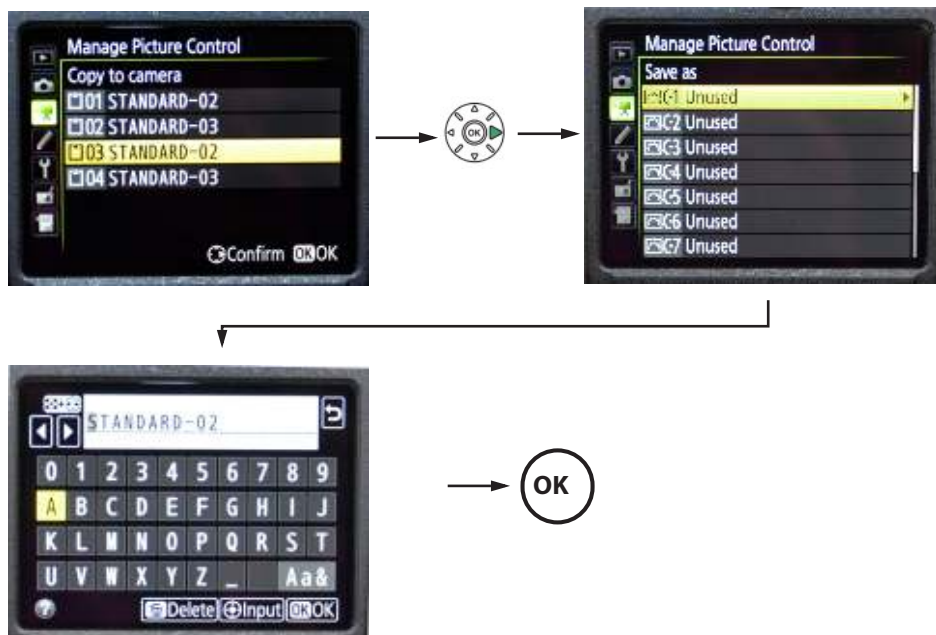 Manage Picture Control
Copy to camera
01 STANDARD-02
02 STANDARD-03
03 STANDARD-02
04 STANDARD-03
Confirm OK OK
OK
Manage Picture Control
Save as
C-1 Unused
C-2 Unused
C-3 Unused
C-4 Unused
C-5 Unused
C-6 Unused
C-7 Unused
STANDARD-02
0 1 2 3 4 5 6 7 8 9
A B C D E F G H I J
K L M N O P Q R S T
U V W X Y Z _ Aa&
? Delete Input OK OK
OK